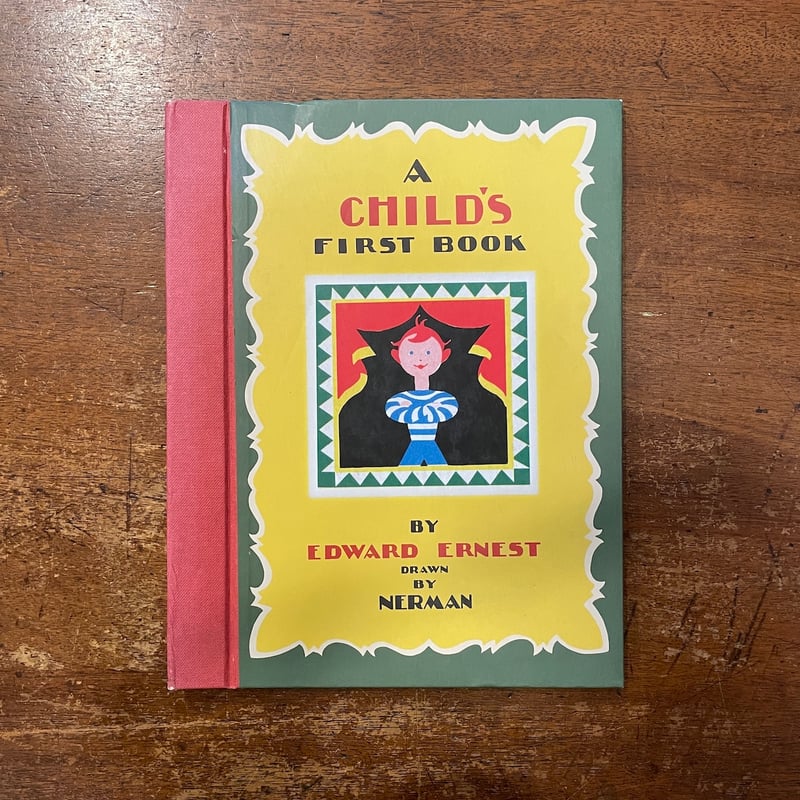 A
CHILD'S
FIRST BOOK
BY
EDWARD ERNEST
DRAWN
BY
NERMAN